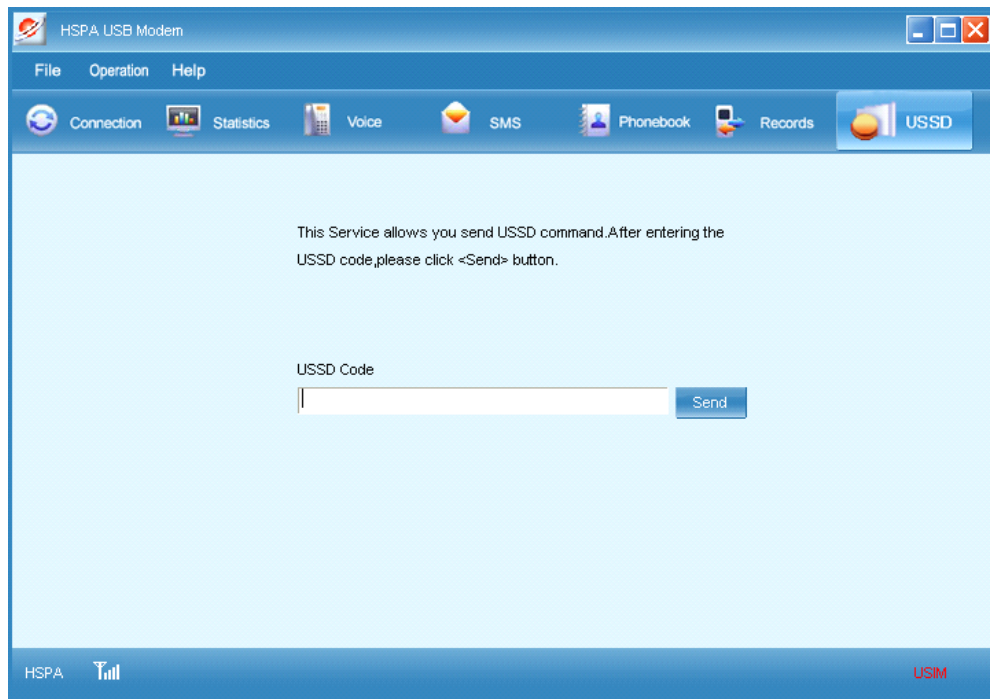 HSPA USB Modem
File Operation Help
Connection Statistics Voice SMS Phonebook Records USSD
This Service allows you send USSD command.After entering the
USSD code,please click <Send> button.
USSD Code
Send
HSPA USIM